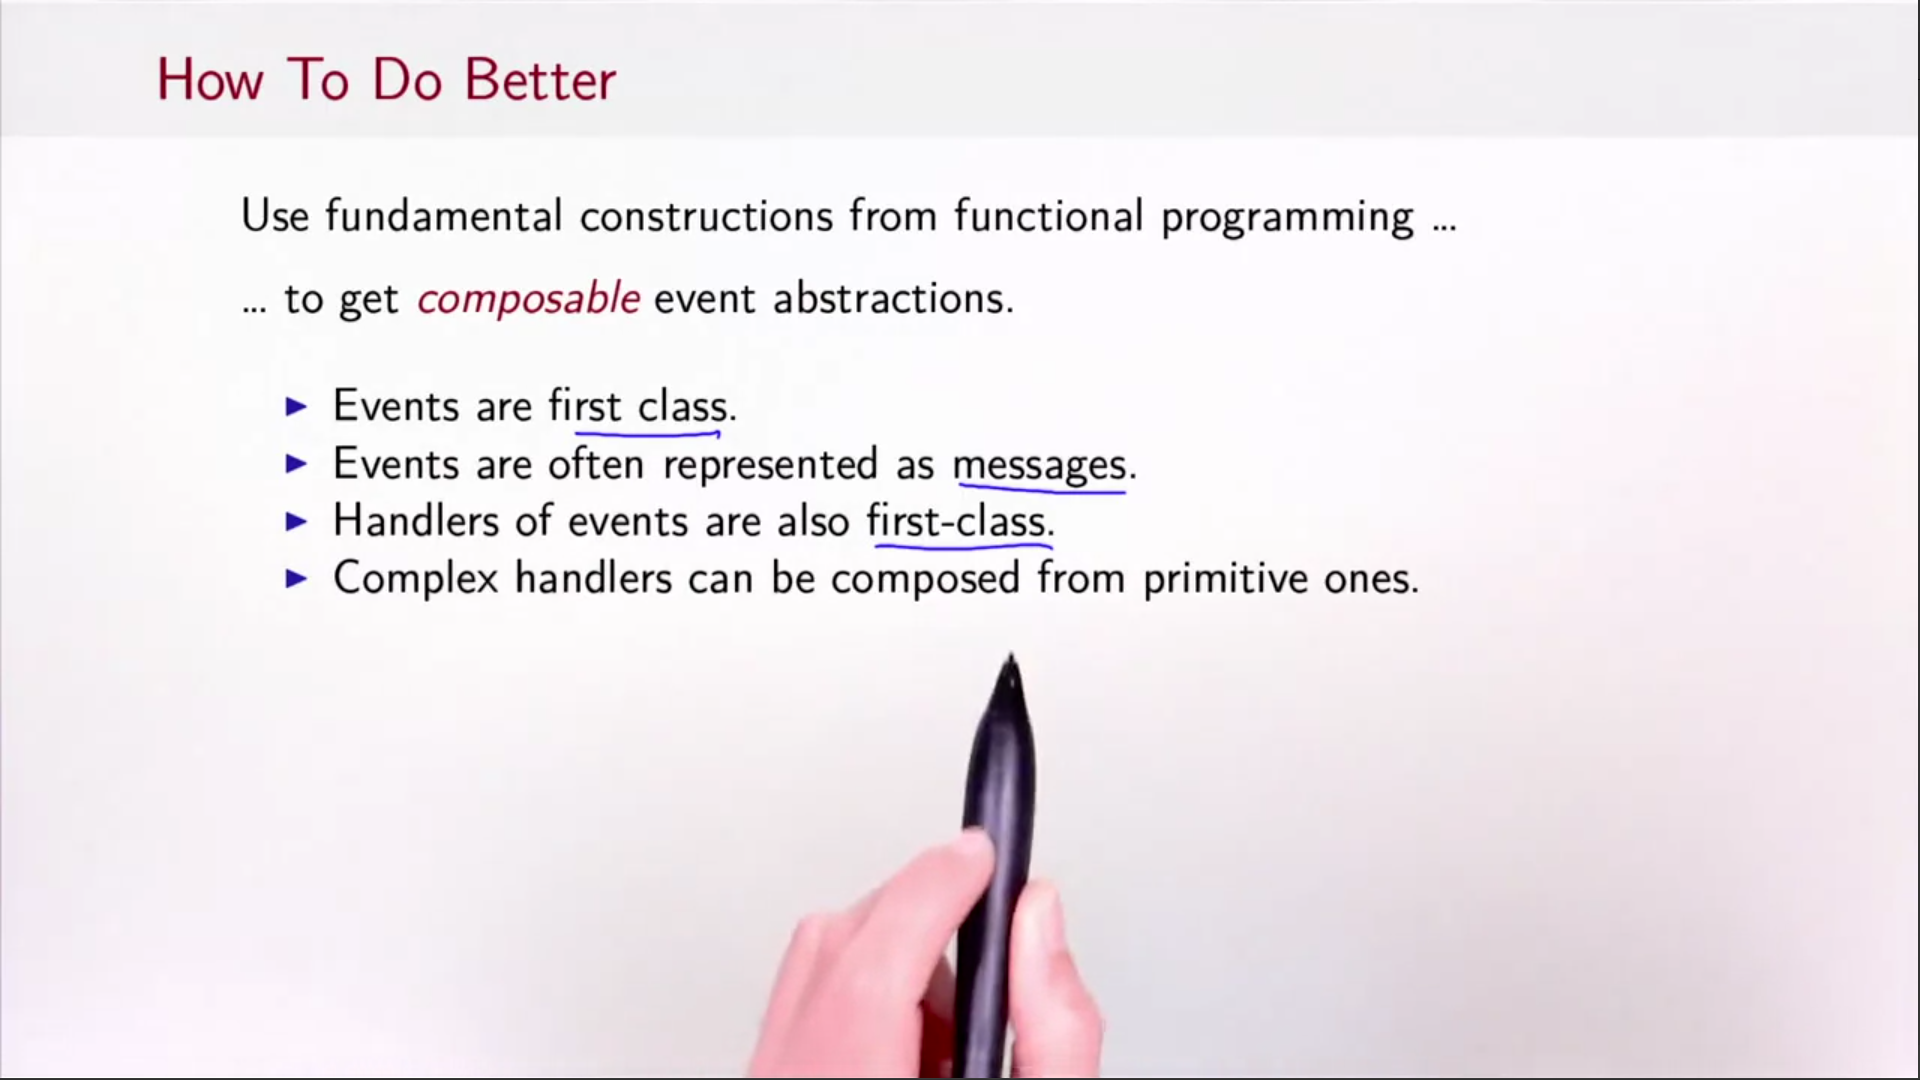 How To Do Better
Use fundamental constructions from functional programming ...
... to get composable event abstractions.
► Events are first class.
► Events are often represented as messages.
► Handlers of events are also first-class.
► Complex handlers can be composed from primitive ones.